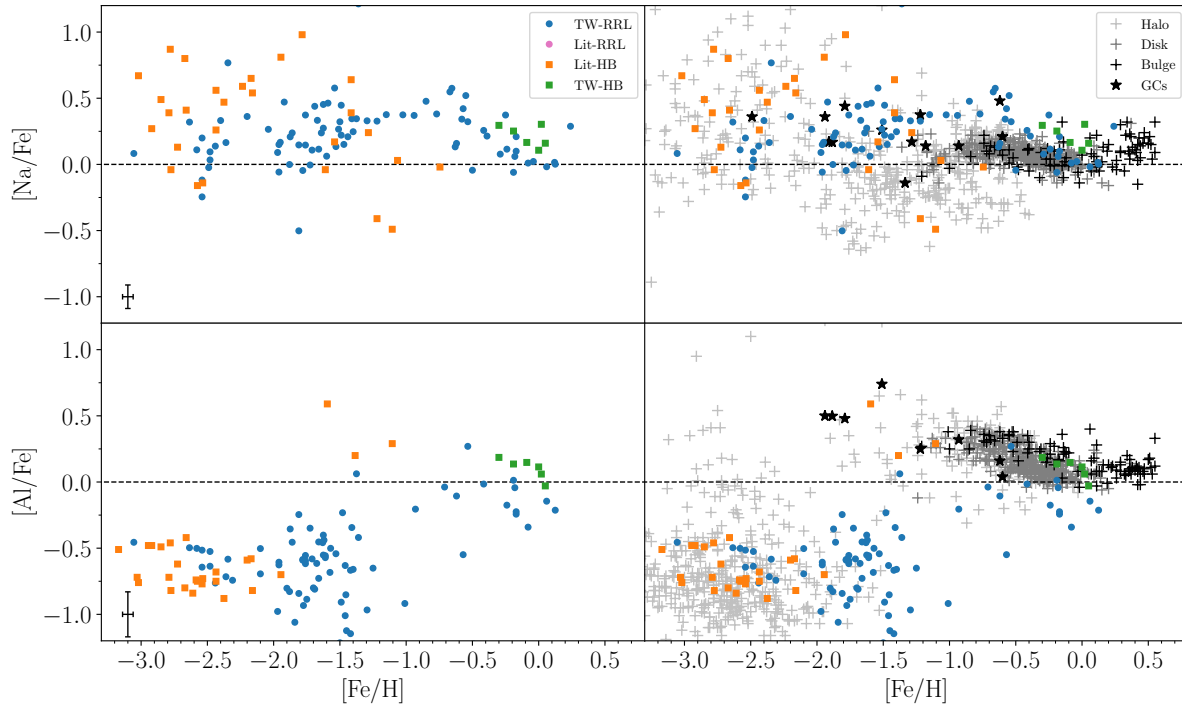 1.0
0.5
0.0
−0.5
−1.0
[Na/Fe]
TW-RRL
Lit-RRL
Lit-HB
TW-HB
Halo
Disk
Bulge
GCs
1.0
0.5
0.0
−0.5
−1.0
[Al/Fe]
−3.0 −2.5 −2.0 −1.5 −1.0 −0.5 0.0 0.5
−3.0 −2.5 −2.0 −1.5 −1.0 −0.5 0.0 0.5
[Fe/H]
[Fe/H]